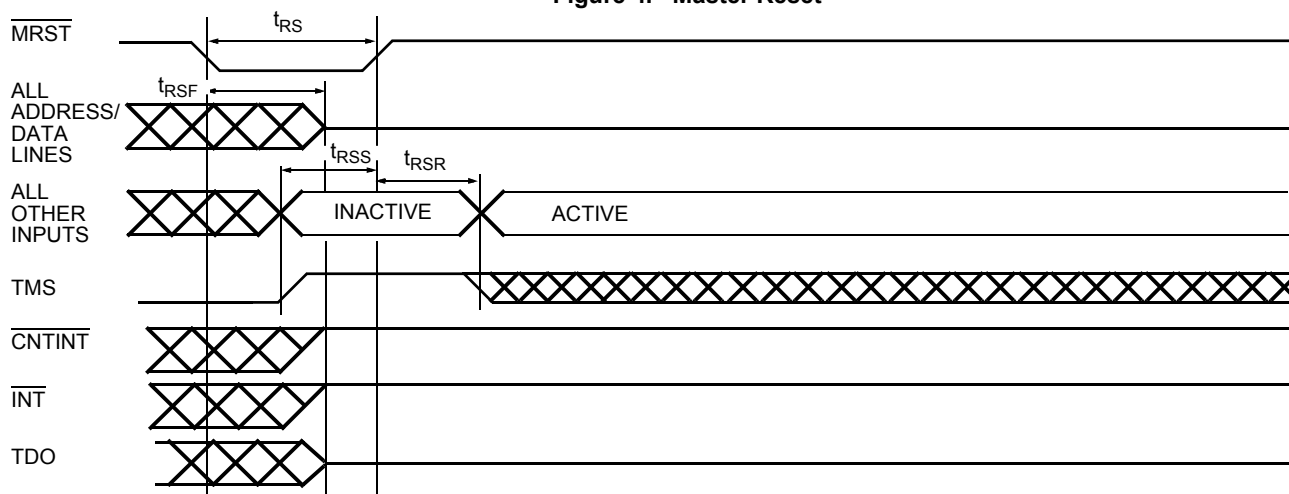 Figure 4. Master Reset
MRST
tRS
ALL
ADDRESS/
DATA
LINES
tRSF
tRSS
tRSR
ALL
OTHER
INPUTS
INACTIVE
ACTIVE
TMS
CNTINT
INT
TDO